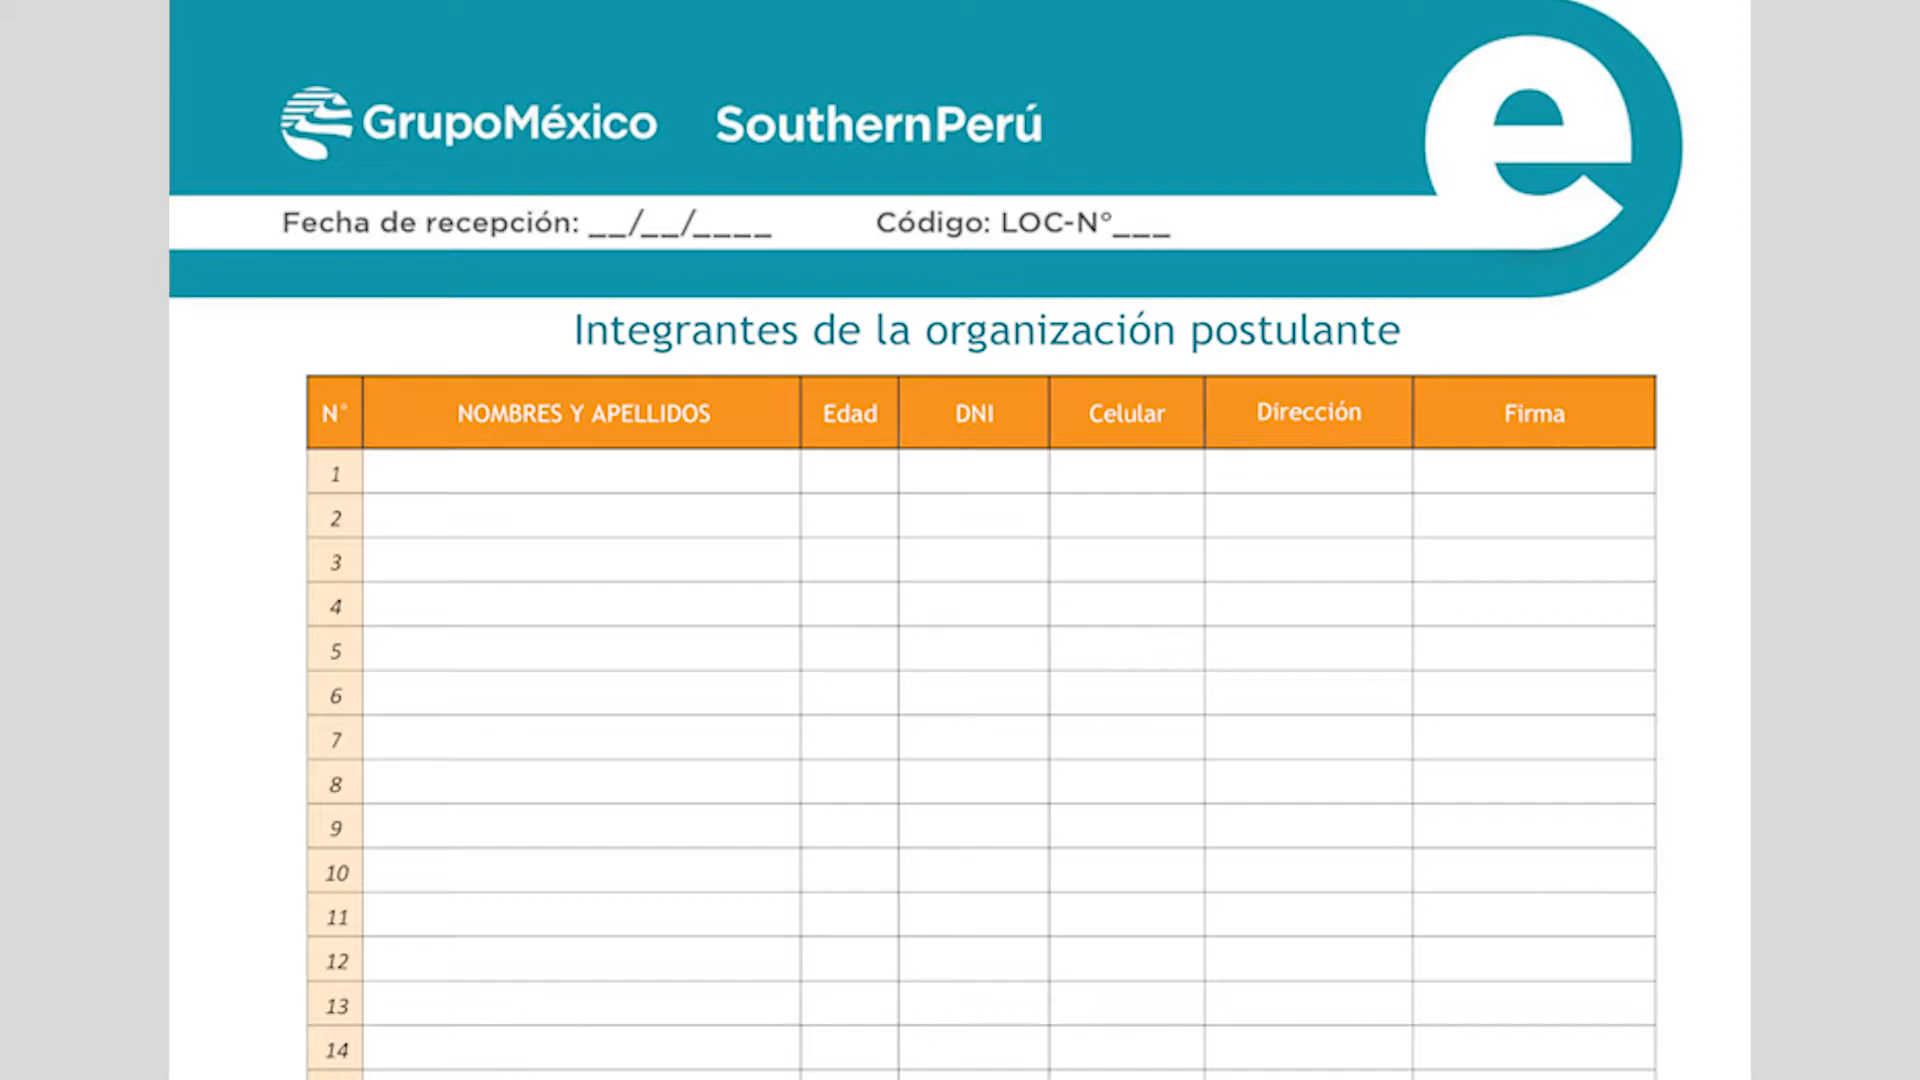 GrupoMéxico SouthernPerú
e
Fecha de recepción: __/__/____ Código: LOC-N°___
Integrantes de la organización postulante
N° NOMBRES Y APELLIDOS Edad DNI Celular Dirección Firma
1
2
3
4
5
6
7
8
9
10
11
12
13
14